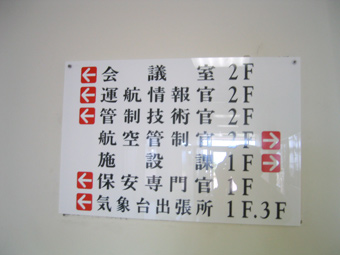 ← 会議室 2F
← 運航情報官 2F
← 管制技術官 2F
航空管制官 2F →
施設課 1F →
← 保安専門官 1F
← 気象台出張所 1F.3F